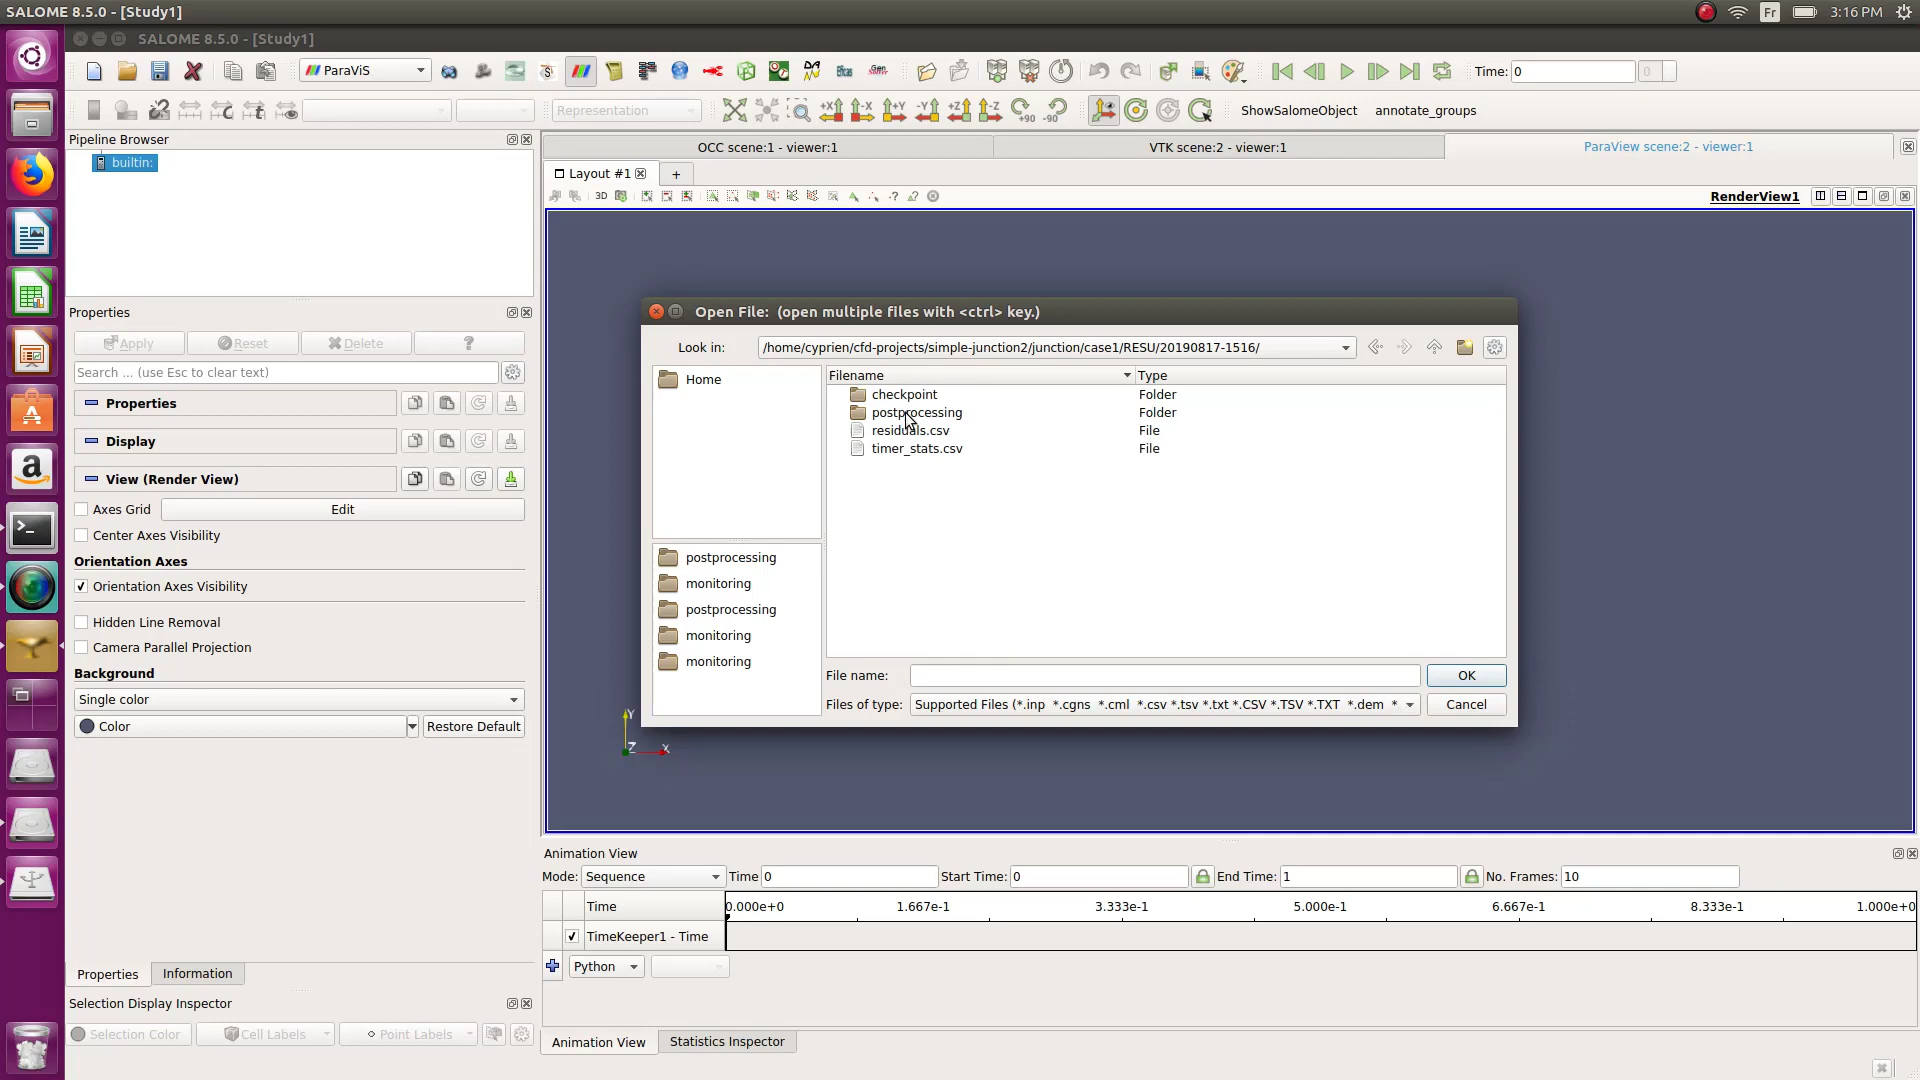 SALOME 8.5.0 - [Study1]
Fr
3:16 PM
SALOME 8.5.0 - [Study1]
ParaViS
Time: 0
0
Representation
+X
-X
+Y
-Y
+Z
-Z
+90
-90
ShowSalomeObject
annotate_groups
Pipeline Browser
builtin:
OCC scene:1 - viewer:1
VTK scene:2 - viewer:1
ParaView scene:2 - viewer:1
Layout #1
+
3D
RenderView1
Properties
Apply
Reset
Delete
?
Search ... (use Esc to clear text)
Properties
Display
View (Render View)
Axes Grid
Edit
Center Axes Visibility
Orientation Axes
Orientation Axes Visibility
Hidden Line Removal
Camera Parallel Projection
Background
Single color
Color
Restore Default
Open File:  (open multiple files with <ctrl> key.)
Look in:
/home/cyprien/cfd-projects/simple-junction2/junction/case1/RESU/20190817-1516/
Home
Filename
Type
checkpoint
Folder
postprocessing
Folder
residuals.csv
File
timer_stats.csv
File
postprocessing
monitoring
postprocessing
monitoring
monitoring
File name:
OK
Files of type:
Supported Files (*.inp *.cgns *.cml *.csv *.tsv *.txt *.CSV *.TSV *.TXT *.dem *
Cancel
Y
Z
X
Animation View
Mode: Sequence
Time 0
Start Time: 0
End Time: 1
No. Frames: 10
Time
0.000e+0
1.667e-1
3.333e-1
5.000e-1
6.667e-1
8.333e-1
1.000e+0
TimeKeeper1 - Time
Python
Properties
Information
Selection Display Inspector
Selection Color
Cell Labels
Point Labels
Animation View
Statistics Inspector